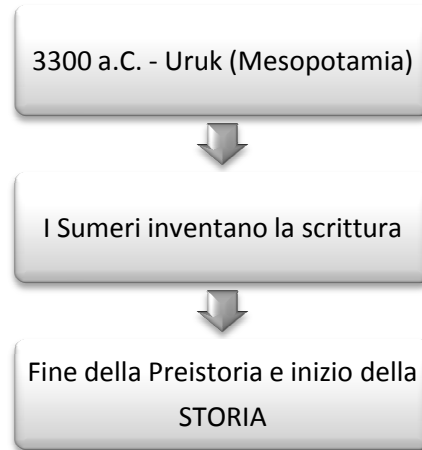 3300 a.C. - Uruk (Mesopotamia)
I Sumeri inventano la scrittura
Fine della Preistoria e inizio della
STORIA